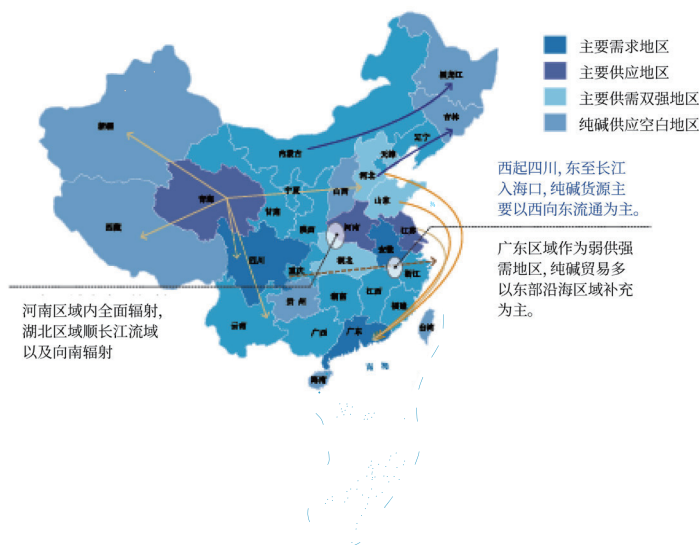 主要需求地区
主要供应地区
主要供需双强地区
纯碱供应空白地区
黑龙江
吉林
辽宁
新疆
内蒙古
天津
河北
宁夏
山西
山东
青海
甘肃
西藏
陕西
河南
江苏
四川
安徽
重庆
湖北
浙江
贵州
湖南
江西
福建
云南
广西
广东
台湾
海南
南海
西起四川, 东至长江
入海口, 纯碱货源主
要以西向东流通为主。
广东区域作为弱供强
需地区, 纯碱贸易多
以东部沿海区域补充
为主。
河南区域内全面辐射,
湖北区域顺长江流域
以及向南辐射